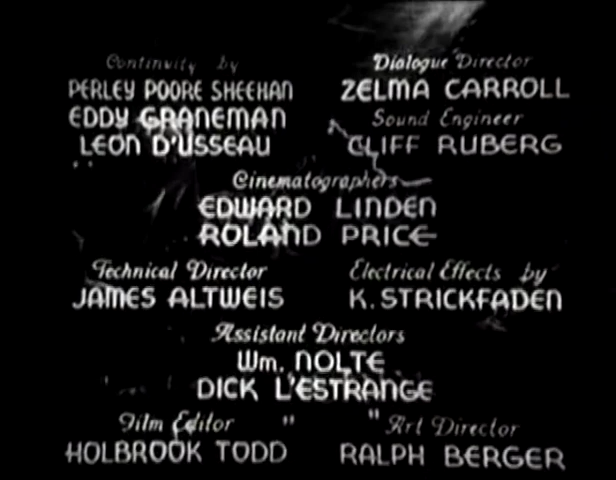 Continuity by
PERLEY POORE SHEEHAN
EDDY GRANEMAN
LEON D'USSEAU
Dialogue Director
ZELMA CARROLL
Sound Engineer
CLIFF RUBERG
Cinematographers
EDWARD LINDEN
ROLAND PRICE
Technical Director
JAMES ALTWEIS
Electrical Effects by
K. STRICKFADEN
Assistant Directors
Wm. NOLTE
DICK L'ESTRANGE
Film Editor "
HOLBROOK TODD
" Art Director
RALPH BERGER